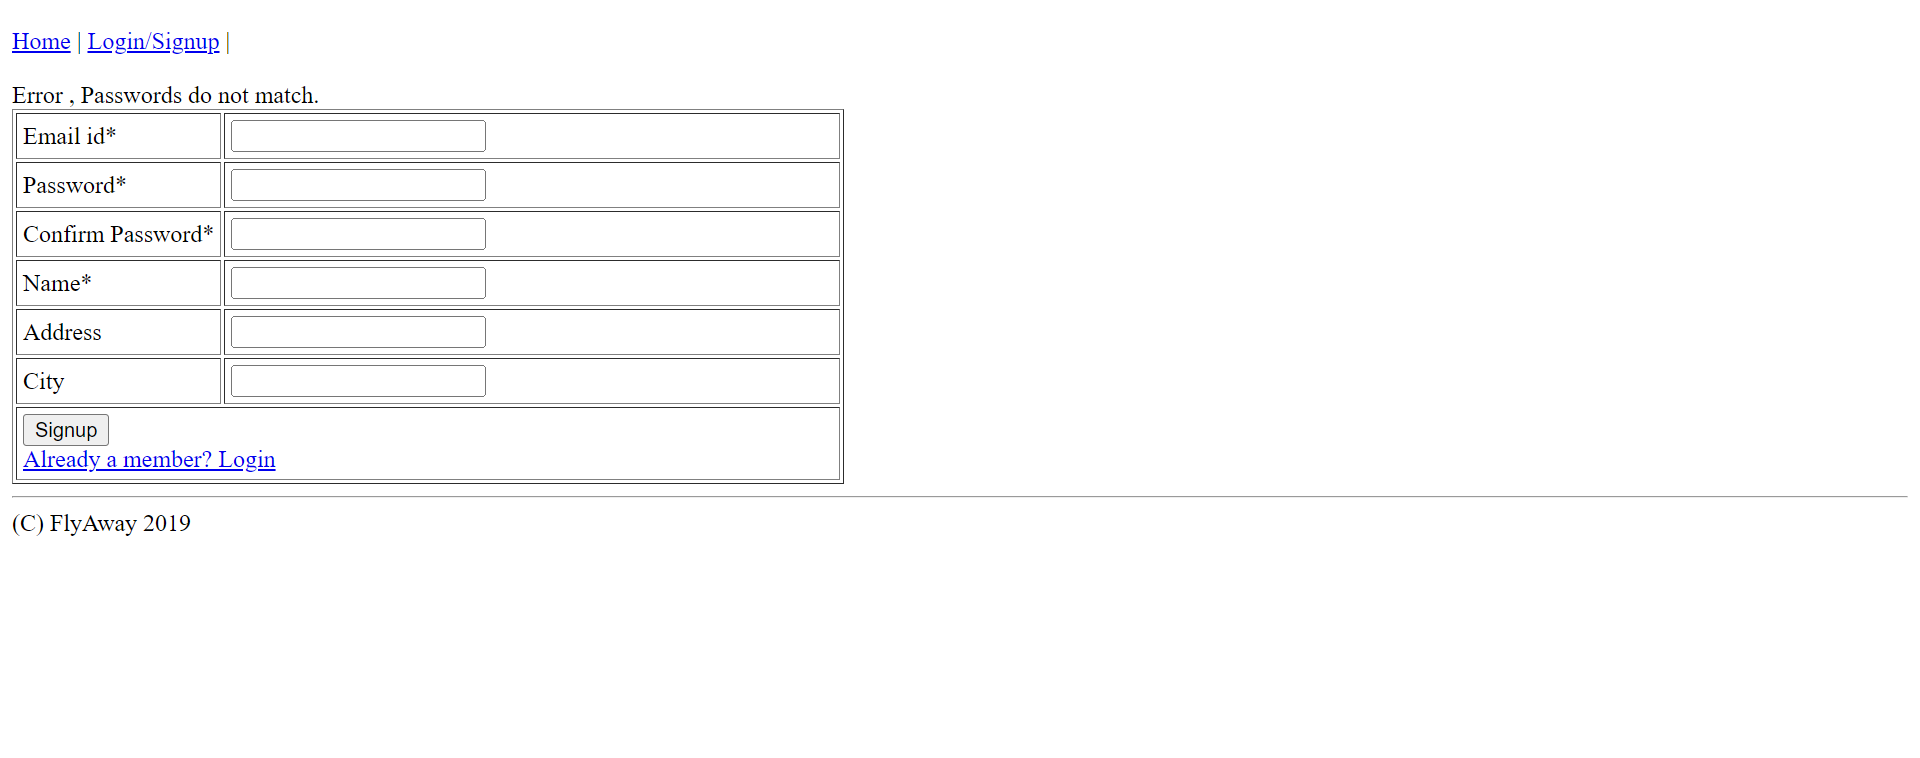 Home | Login/Signup |
Error , Passwords do not match.
Email id*
Password*
Confirm Password*
Name*
Address
City
Signup
Already a member? Login
(C) FlyAway 2019